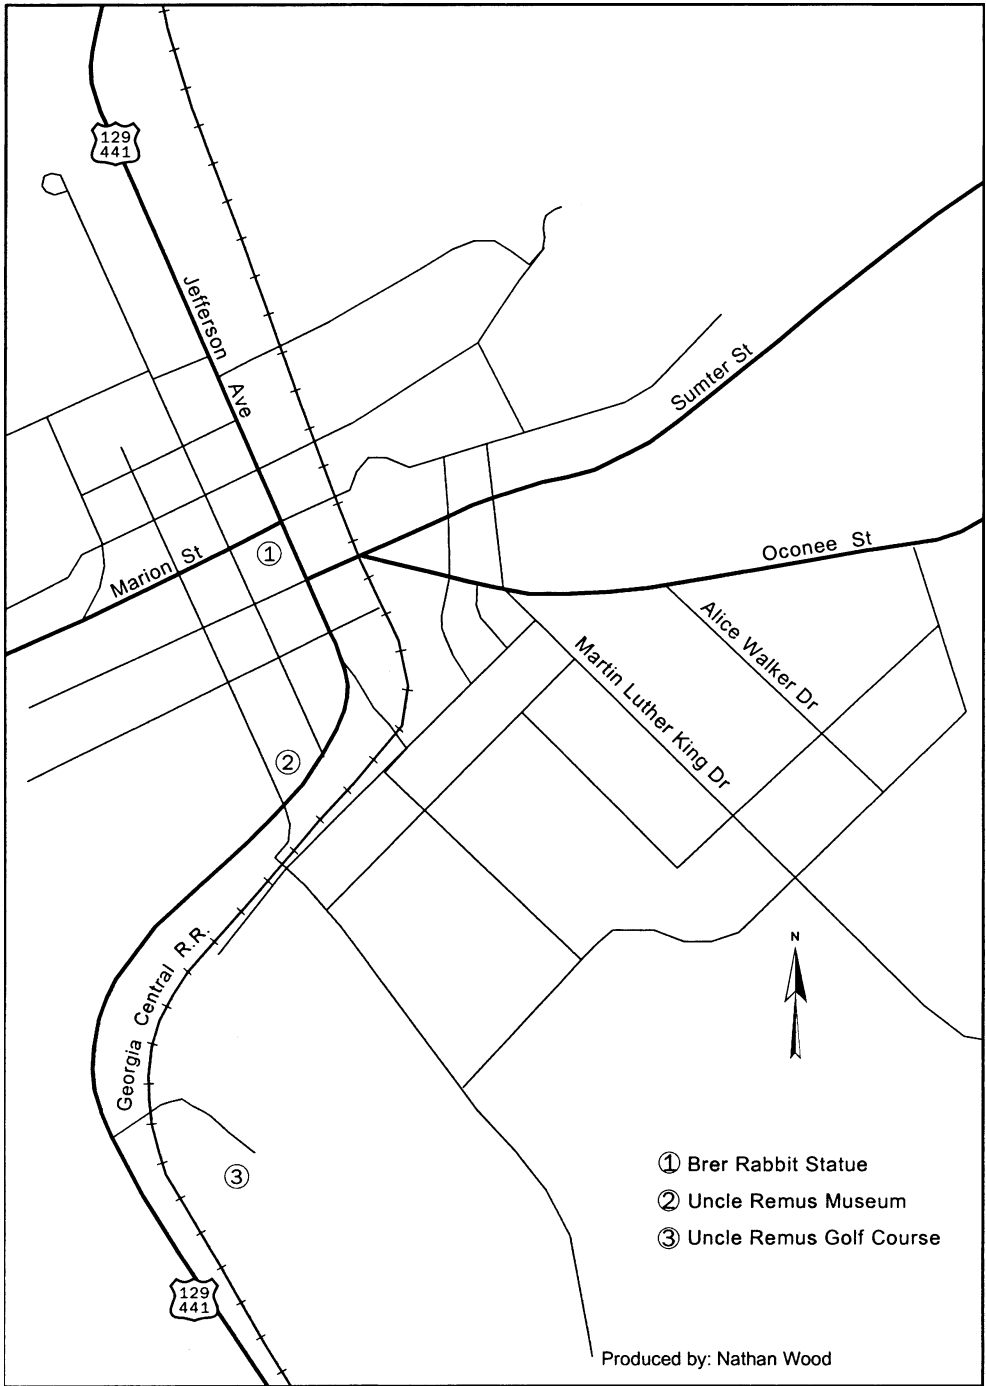 129
441
Jefferson
Ave
Sumter St
Oconee St
Marion St
1
Alice Walker Dr
Martin Luther King Dr
2
Georgia Central R.R.
N
3
1 Brer Rabbit Statue
2 Uncle Remus Museum
3 Uncle Remus Golf Course
129
441
Produced by: Nathan Wood